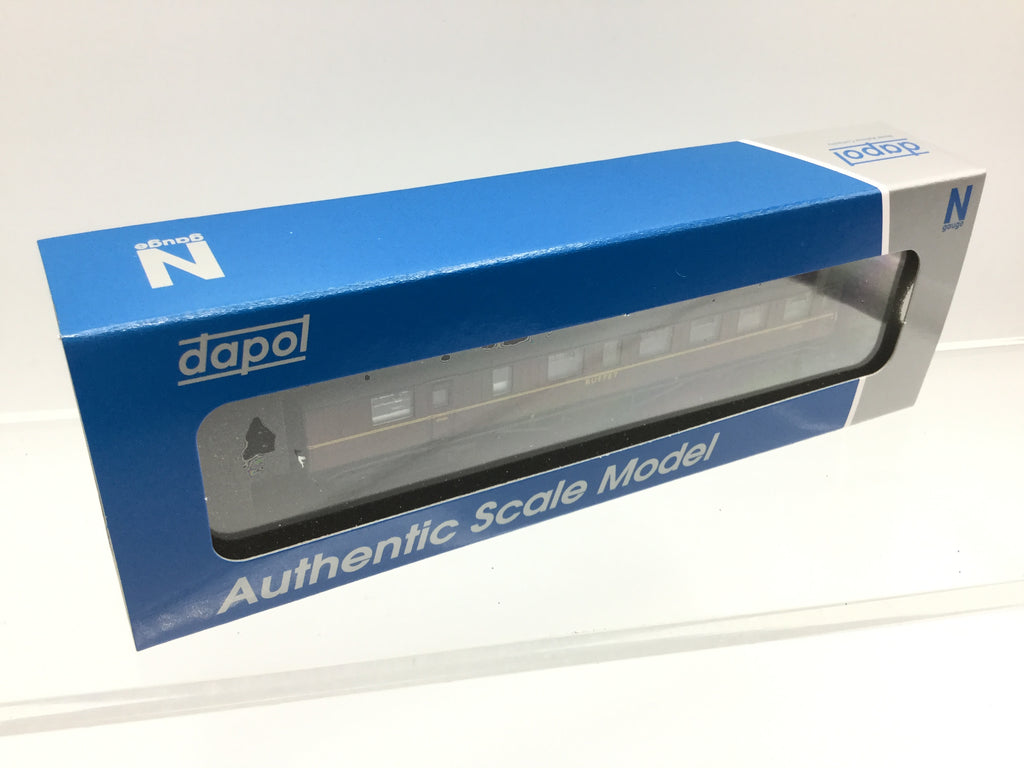 dapol
N
gauge
N
gauge
dapol
BUFFET
Authentic Scale Model